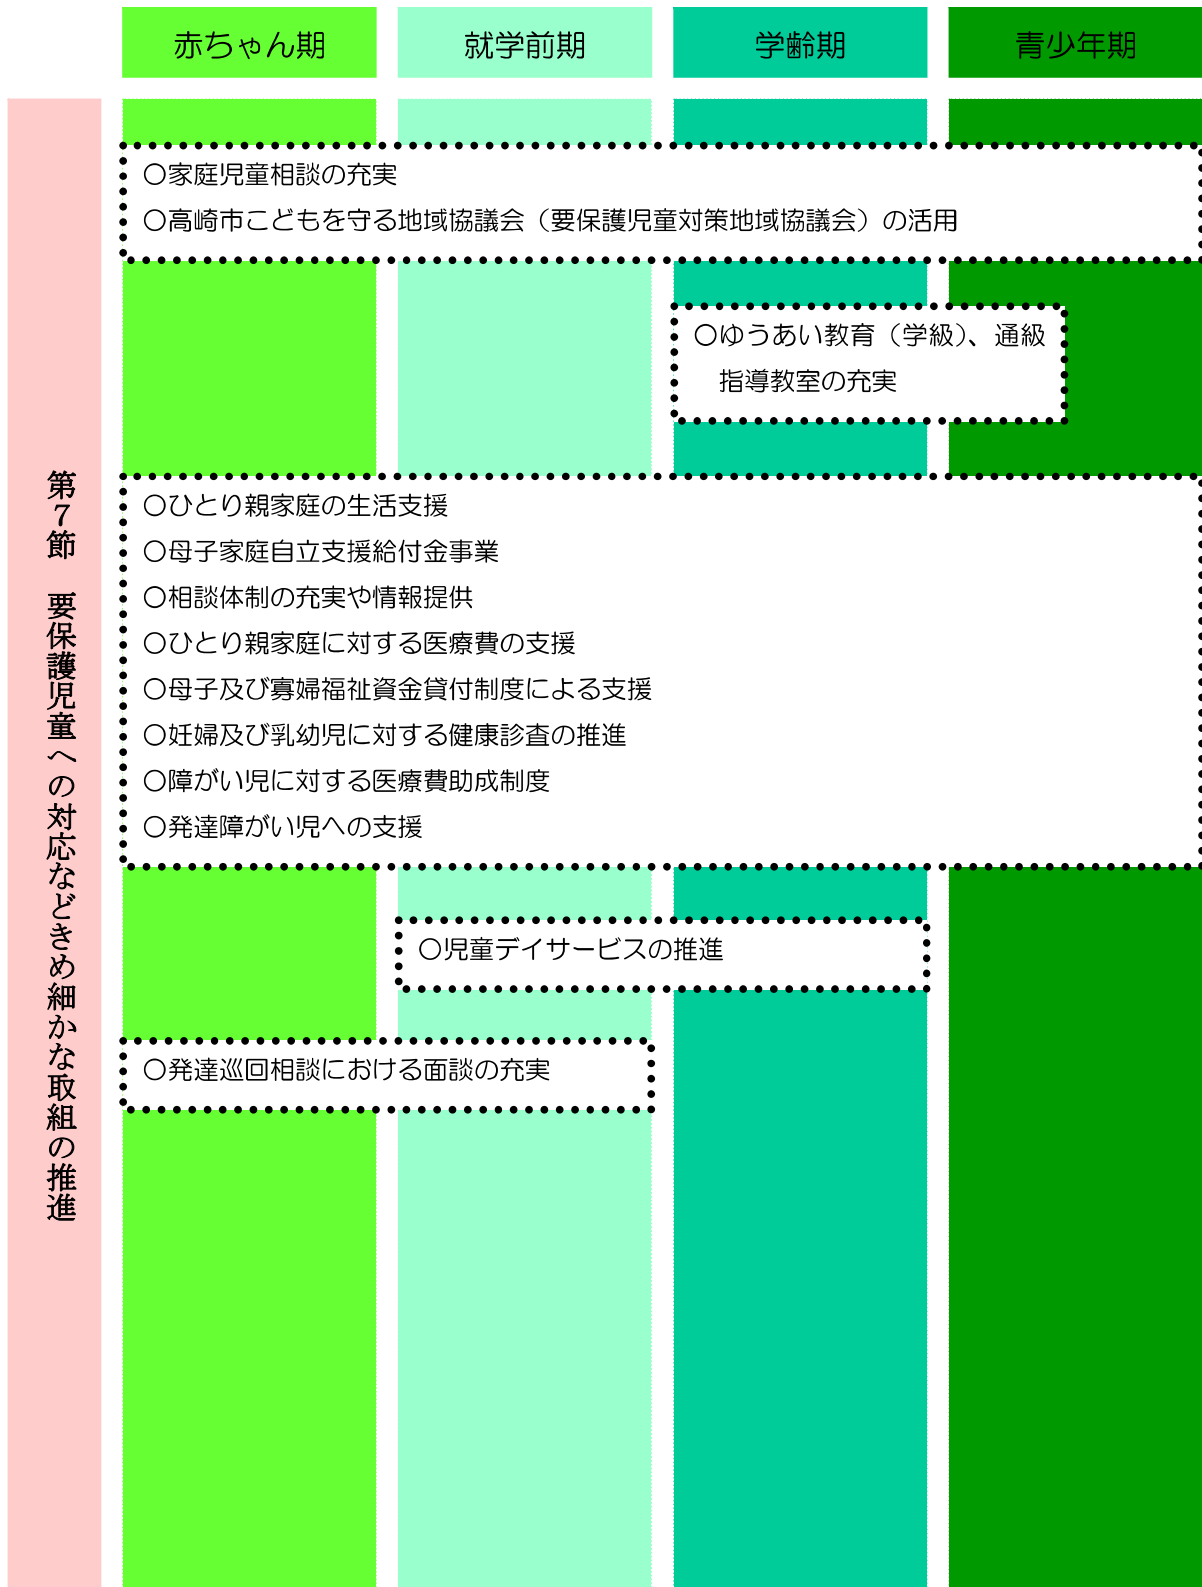 赤ちゃん期
就学前期
学齢期
青少年期
第7節　要保護児童への対応などきめ細かな取組の推進
○家庭児童相談の充実
○高崎市こどもを守る地域協議会（要保護児童対策地域協議会）の活用
○ゆうあい教育（学級）、通級
指導教室の充実
○ひとり親家庭の生活支援
○母子家庭自立支援給付金事業
○相談体制の充実や情報提供
○ひとり親家庭に対する医療費の支援
○母子及び寡婦福祉資金貸付制度による支援
○妊婦及び乳幼児に対する健康診査の推進
○障がい児に対する医療費助成制度
○発達障がい児への支援
○児童デイサービスの推進
○発達巡回相談における面談の充実